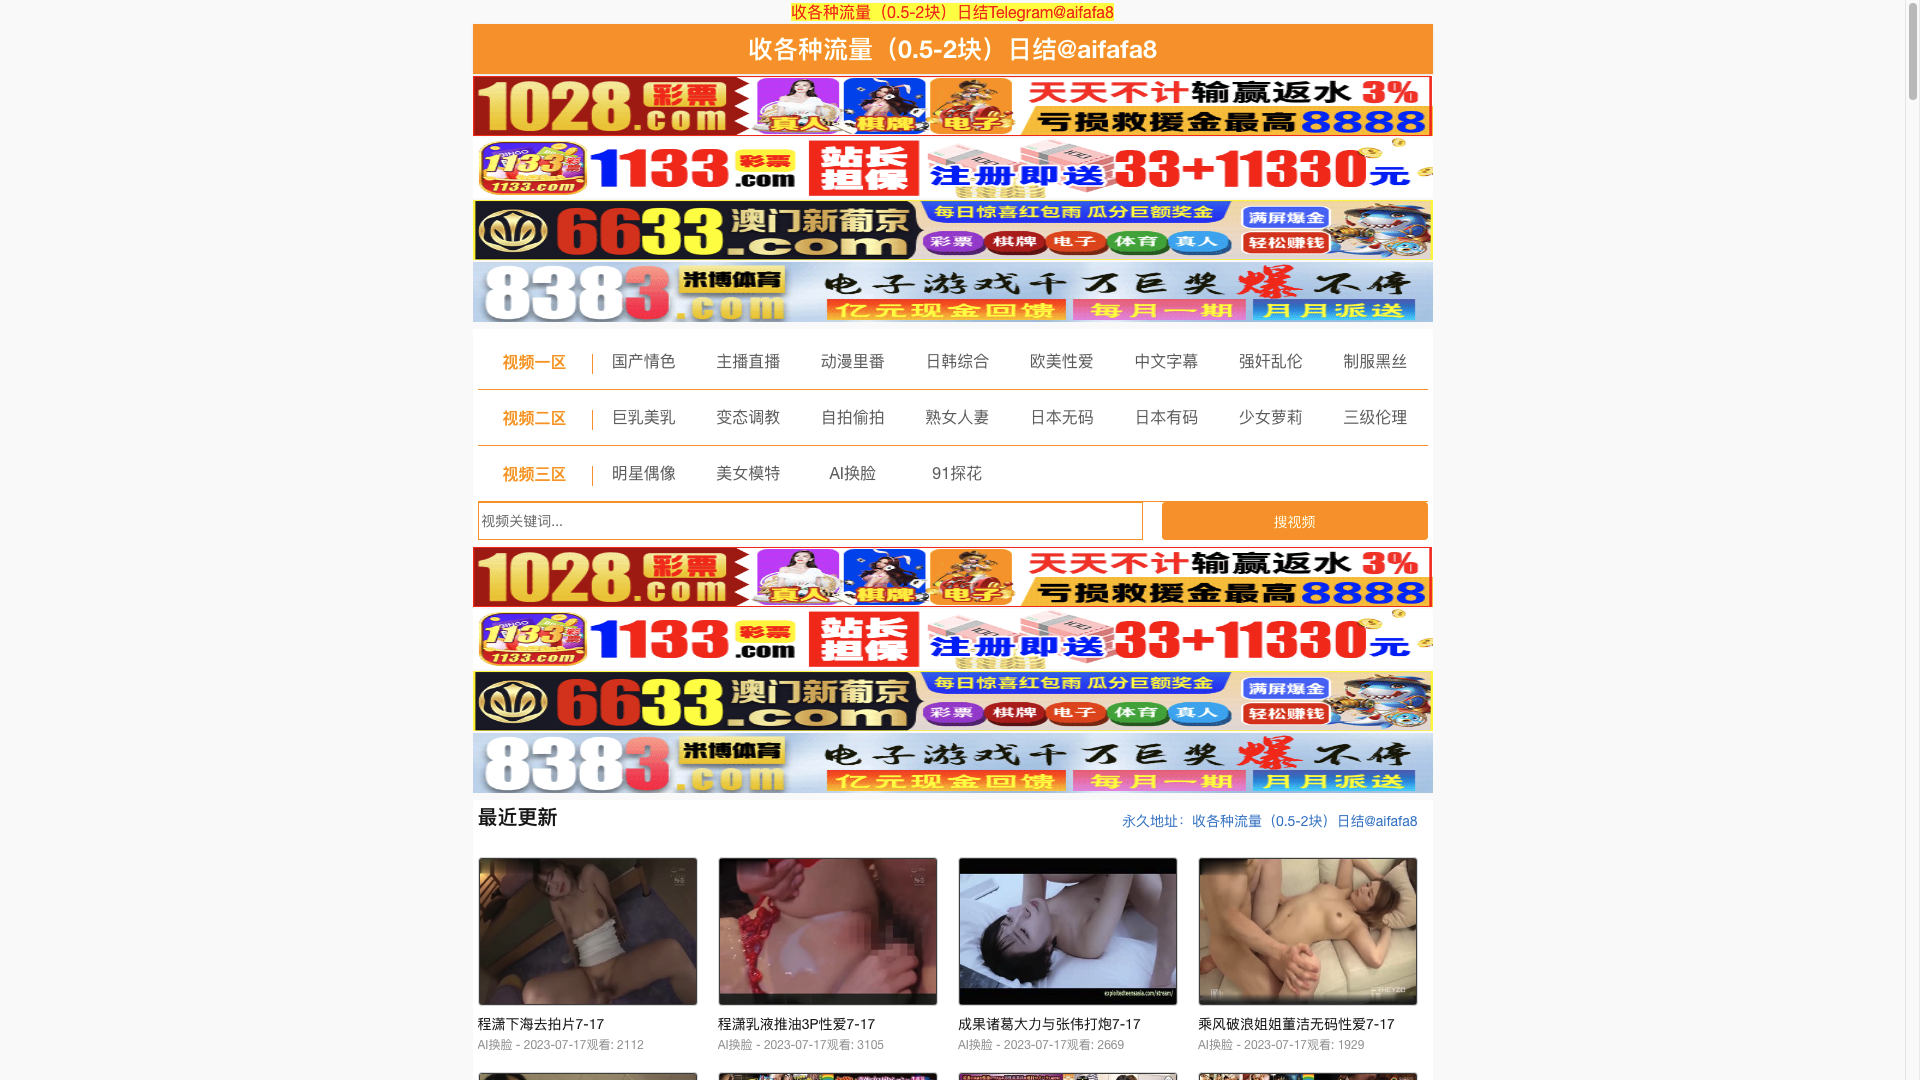 收各种流量（0.5-2块）日结Telegram@aifafa8
收各种流量（0.5-2块）日结@aifafa8
1028.com 彩票 真人 棋牌 电子 天天不计输赢返水 3%
亏损救援金最高8888
1133.com 1133.com 彩票 站长担保 注册即送 33+11330元
6633.com 澳门新葡京 每日惊喜红包雨 瓜分巨额奖金 满屏爆金
彩票 棋牌 电子 体育 真人 轻松赚钱
8383.com 米博体育 电子游戏千万巨奖爆不停
亿元现金回馈 每月一期 月月派送
视频一区 国产情色 主播直播 动漫里番 日韩综合 欧美性爱 中文字幕 强奸乱伦 制服黑丝
视频二区 巨乳美乳 变态调教 自拍偷拍 熟女人妻 日本无码 日本有码 少女萝莉 三级伦理
视频三区 明星偶像 美女模特 AI换脸 91探花
视频关键词... 搜视频
1028.com 彩票 真人 棋牌 电子 天天不计输赢返水 3%
亏损救援金最高8888
1133.com 1133.com 彩票 站长担保 注册即送 33+11330元
6633.com 澳门新葡京 每日惊喜红包雨 瓜分巨额奖金 满屏爆金
彩票 棋牌 电子 体育 真人 轻松赚钱
8383.com 米博体育 电子游戏千万巨奖爆不停
亿元现金回馈 每月一期 月月派送
最近更新 永久地址：收各种流量（0.5-2块）日结@aifafa8
程潇下海去拍片7-17 程潇乳液推油3P性爱7-17 成果诸葛大力与张伟打炮7-17 乘风破浪姐姐董洁无码性爱7-17
AI换脸 - 2023-07-17观看: 2112 AI换脸 - 2023-07-17观看: 3105 AI换脸 - 2023-07-17观看: 2669 AI换脸 - 2023-07-17观看: 1929